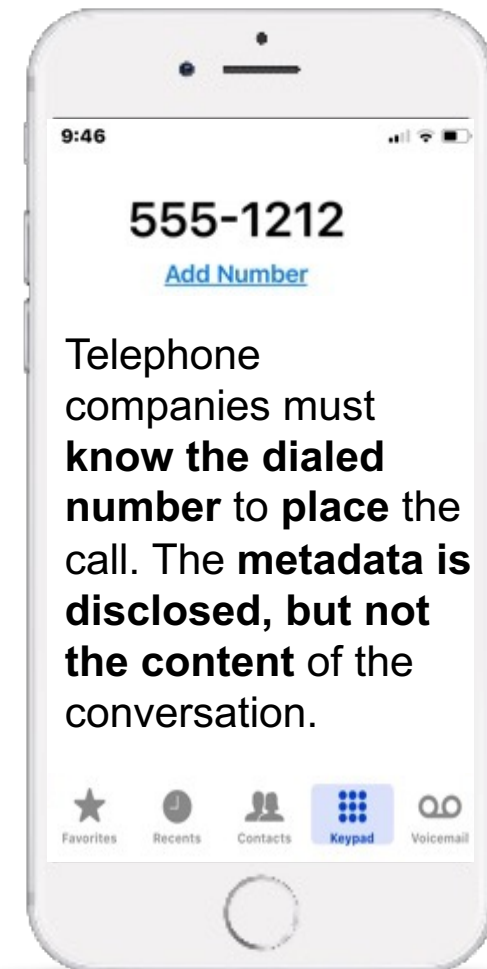 9:46
555-1212
Add Number
Telephone
companies must
know the dialed
number to place the
call. The metadata is
disclosed, but not
the content of the
conversation.
Favorites Recents Contacts Keypad Voicemail